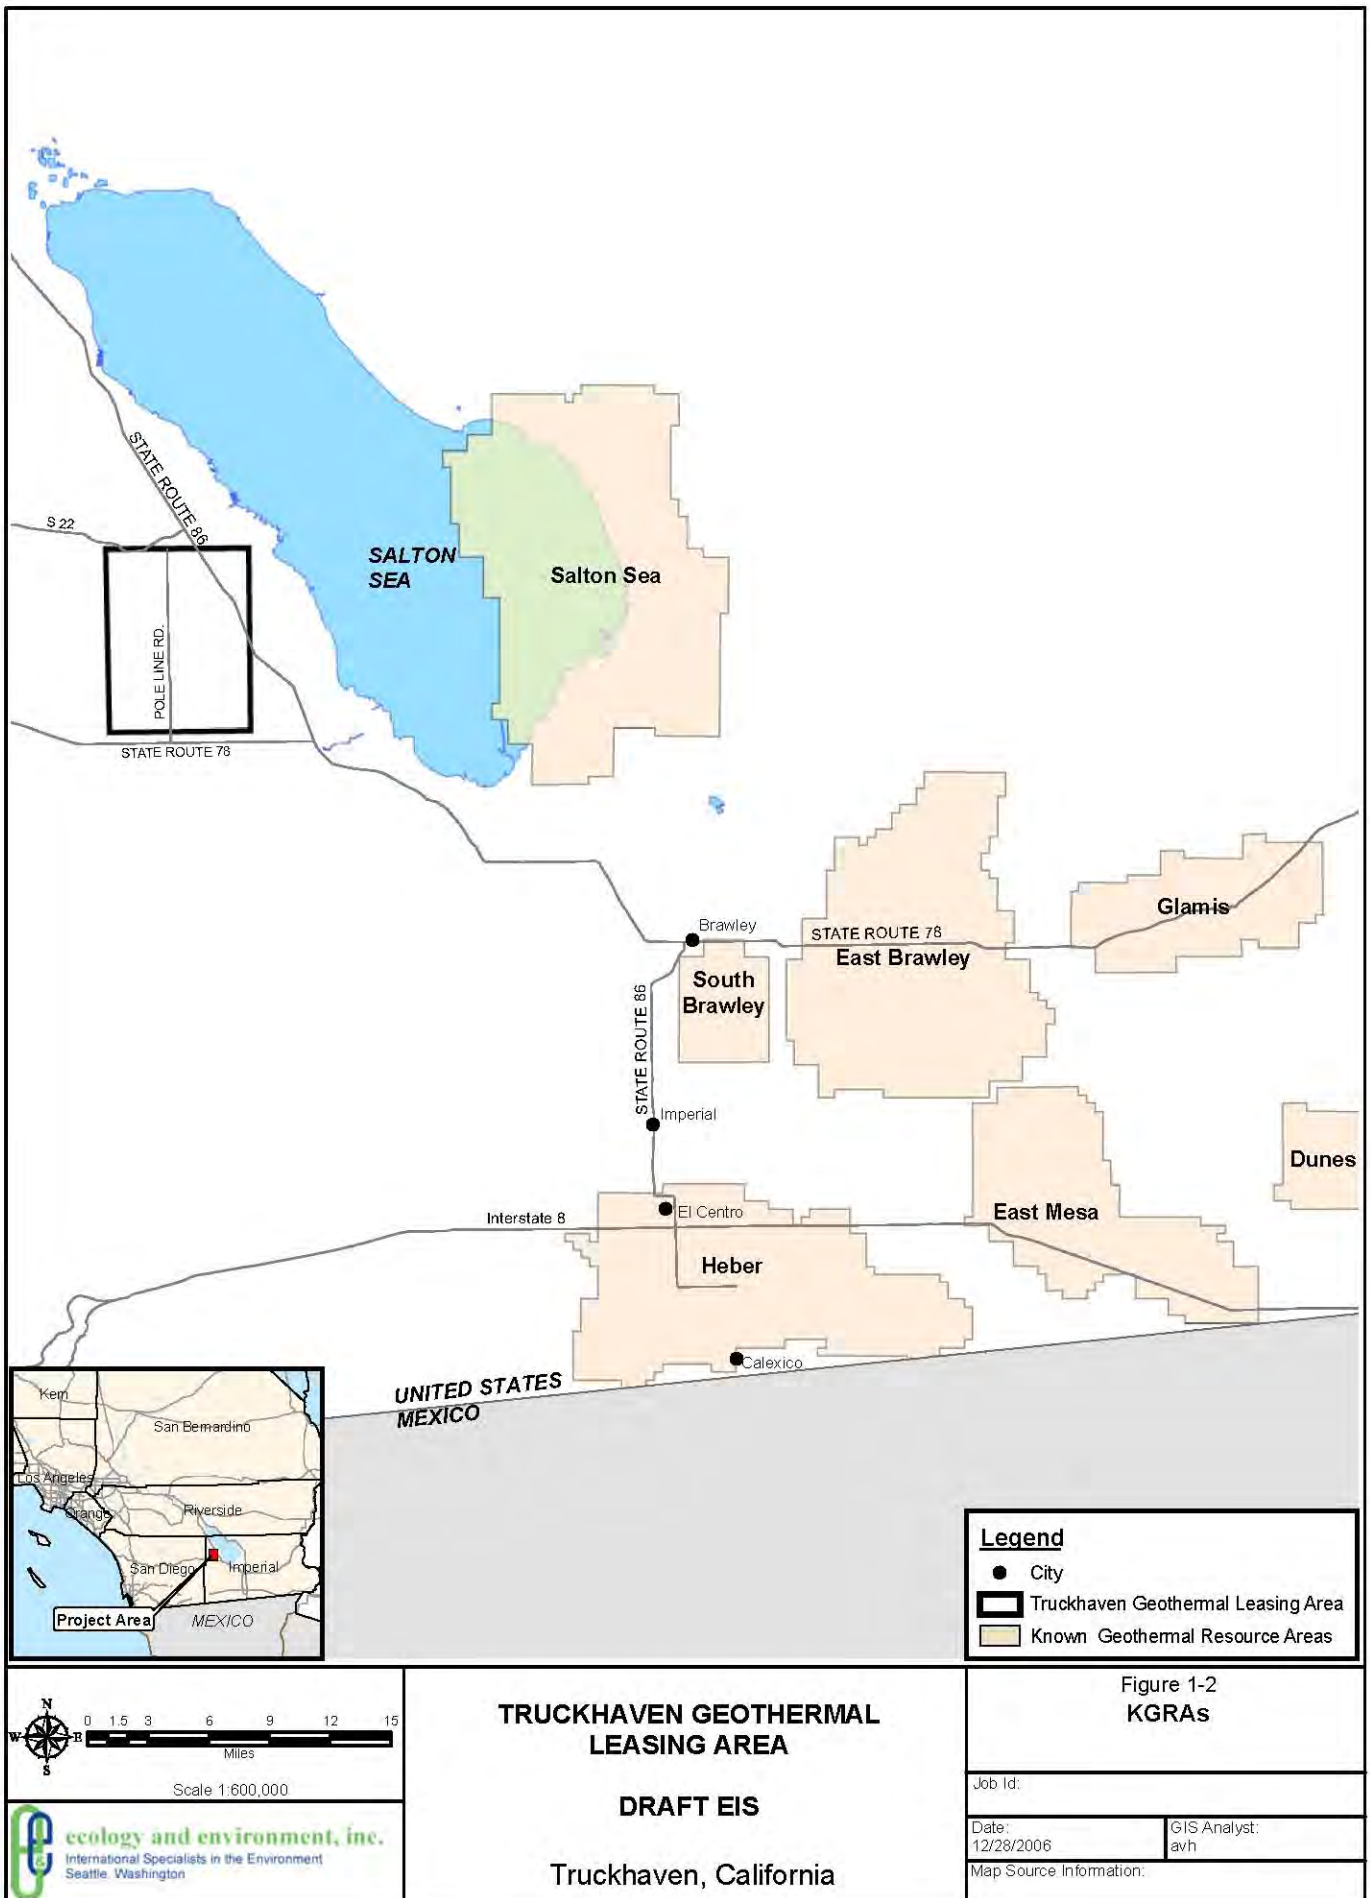 STATE ROUTE 86
S 22
SALTON
SEA
Salton Sea
POLE LINE RD.
STATE ROUTE 78
Glamis
Brawley
STATE ROUTE 78
East Brawley
South
Brawley
STATE ROUTE 86
Imperial
Dunes
East Mesa
El Centro
Interstate 8
Heber
Calexico
UNITED STATES
MEXICO
Kern
San Bernardino
Los Angeles
Orange
Riverside
San Diego
Imperial
Project Area
MEXICO
Legend
City
Truckhaven Geothermal Leasing Area
Known Geothermal Resource Areas
N
W
E
S
0 1.5 3 6 9 12 15
Miles
Scale 1:600,000
ecology and environment, inc.
International Specialists in the Environment
Seattle, Washington
TRUCKHAVEN GEOTHERMAL
LEASING AREA
DRAFT EIS
Truckhaven, California
Figure 1-2
KGRAs
Job Id:
Date:
12/28/2006
GIS Analyst:
avh
Map Source Information: